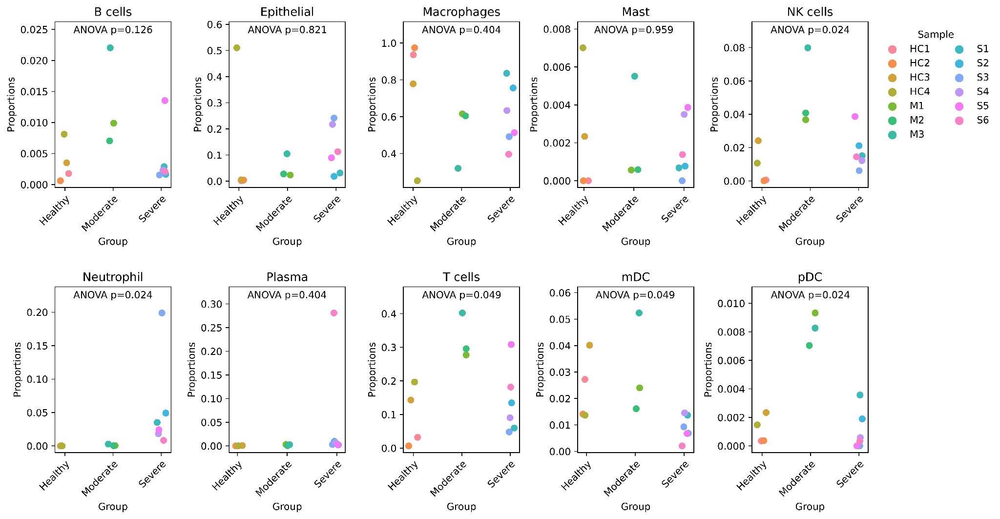 B cells
ANOVA p=0.126
Proportions
0.025
0.020
0.015
0.010
0.005
0.000
Healthy
Moderate
Severe
Group
Epithelial
ANOVA p=0.821
Proportions
0.6
0.5
0.4
0.3
0.2
0.1
0.0
Healthy
Moderate
Severe
Group
Macrophages
ANOVA p=0.404
Proportions
1.0
0.8
0.6
0.4
Healthy
Moderate
Severe
Group
Mast
ANOVA p=0.959
Proportions
0.008
0.006
0.004
0.002
0.000
Healthy
Moderate
Severe
Group
NK cells
ANOVA p=0.024
Proportions
0.08
0.06
0.04
0.02
0.00
Healthy
Moderate
Severe
Group
Sample
HC1
HC2
HC3
HC4
M1
M2
M3
S1
S2
S3
S4
S5
S6
Neutrophil
ANOVA p=0.024
Proportions
0.20
0.15
0.10
0.05
0.00
Healthy
Moderate
Severe
Group
Plasma
ANOVA p=0.404
Proportions
0.30
0.25
0.20
0.15
0.10
0.05
0.00
Healthy
Moderate
Severe
Group
T cells
ANOVA p=0.049
Proportions
0.4
0.3
0.2
0.1
0.0
Healthy
Moderate
Severe
Group
mDC
ANOVA p=0.049
Proportions
0.06
0.05
0.04
0.03
0.02
0.01
0.00
Healthy
Moderate
Severe
Group
pDC
ANOVA p=0.024
Proportions
0.010
0.008
0.006
0.004
0.002
0.000
Healthy
Moderate
Severe
Group